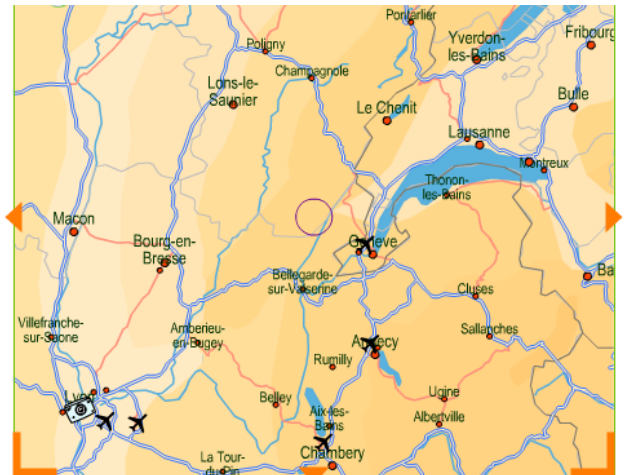 Pontarlier
Fribourg
Yverdon-
les-Bains
Poligny
Champagnole
Lons-le-
Saunier
Bulle
Le Chenit
Lausanne
Montreux
Thonon-
les-Bains
Macon
Bourg-en-
Bresse
Geneve
Ba
Bellegarde-
sur-Valserine
Cluses
Villefranche-
sur-Saone
Amberieu-
en-Bugey
Sallanches
Annecy
Rumilly
Ugine
Lyon
Belley
Aix-les-
Bains
Albertville
Chambery
La Tour-
du-Pin